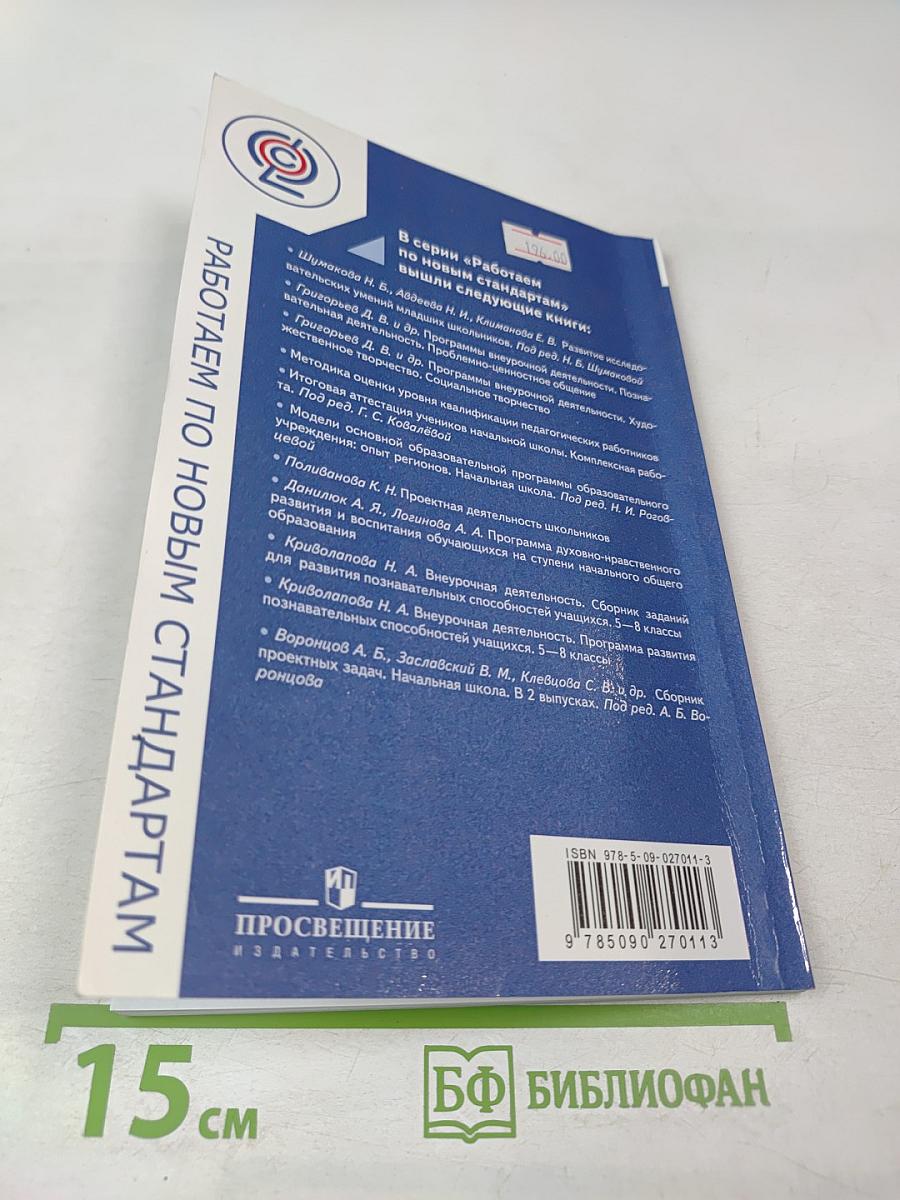 РАБОТАЕМ ПО НОВЫМ СТАНДАРТАМ
196.00
В серии «Работаем
по новым стандартам»
вышли следующие книги:
• Шумакова Н. Б., Авдеева Н. И., Климанова Е. В. Развитие исследо-
вательских умений младших школьников. Под ред. Н. Б. Шумаковой
• Григорьев Д. В. и др. Программы внеурочной деятельности. Позна-
вательная деятельность. Проблемно-ценностное общение
• Григорьев Д. В. и др. Программы внеурочной деятельности. Худо-
жественное творчество. Социальное творчество
• Методика оценки уровня квалификации педагогических работников
• Итоговая аттестация учеников начальной школы. Комплексная рабо-
та. Под ред. Г. С. Ковалёвой
• Модели основной образовательной программы образовательного
учреждения: опыт регионов. Начальная школа. Под ред. Н. И. Рогов-
цевой
• Поливанова К. Н. Проектная деятельность школьников
• Данилюк А. Я., Логинова А. А. Программа духовно-нравственного
развития и воспитания обучающихся на ступени начального общего
образования
• Криволапова Н. А. Внеурочная деятельность. Сборник заданий
для развития познавательных способностей учащихся. 5—8 классы
• Криволапова Н. А. Внеурочная деятельность. Программа развития
познавательных способностей учащихся. 5—8 классы
• Воронцов А. Б., Заславский В. М., Клевцова С. В. и др. Сборник
проектных задач. Начальная школа. В 2 выпусках. Под ред. А. Б. Во-
ронцова
ИП
ПРОСВЕЩЕНИЕ
ИЗДАТЕЛЬСТВО
ISBN 978-5-09-027011-3
9 785090 270113
15 см
БФ БИБЛИОФАН